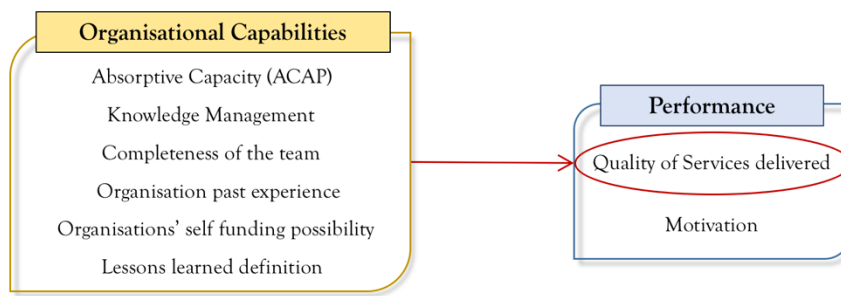 Organisational Capabilities
Absorptive Capacity (ACAP)
Knowledge Management
Completeness of the team
Organisation past experience
Organisations' self funding possibility
Lessons learned definition
Performance
Quality of Services delivered
Motivation